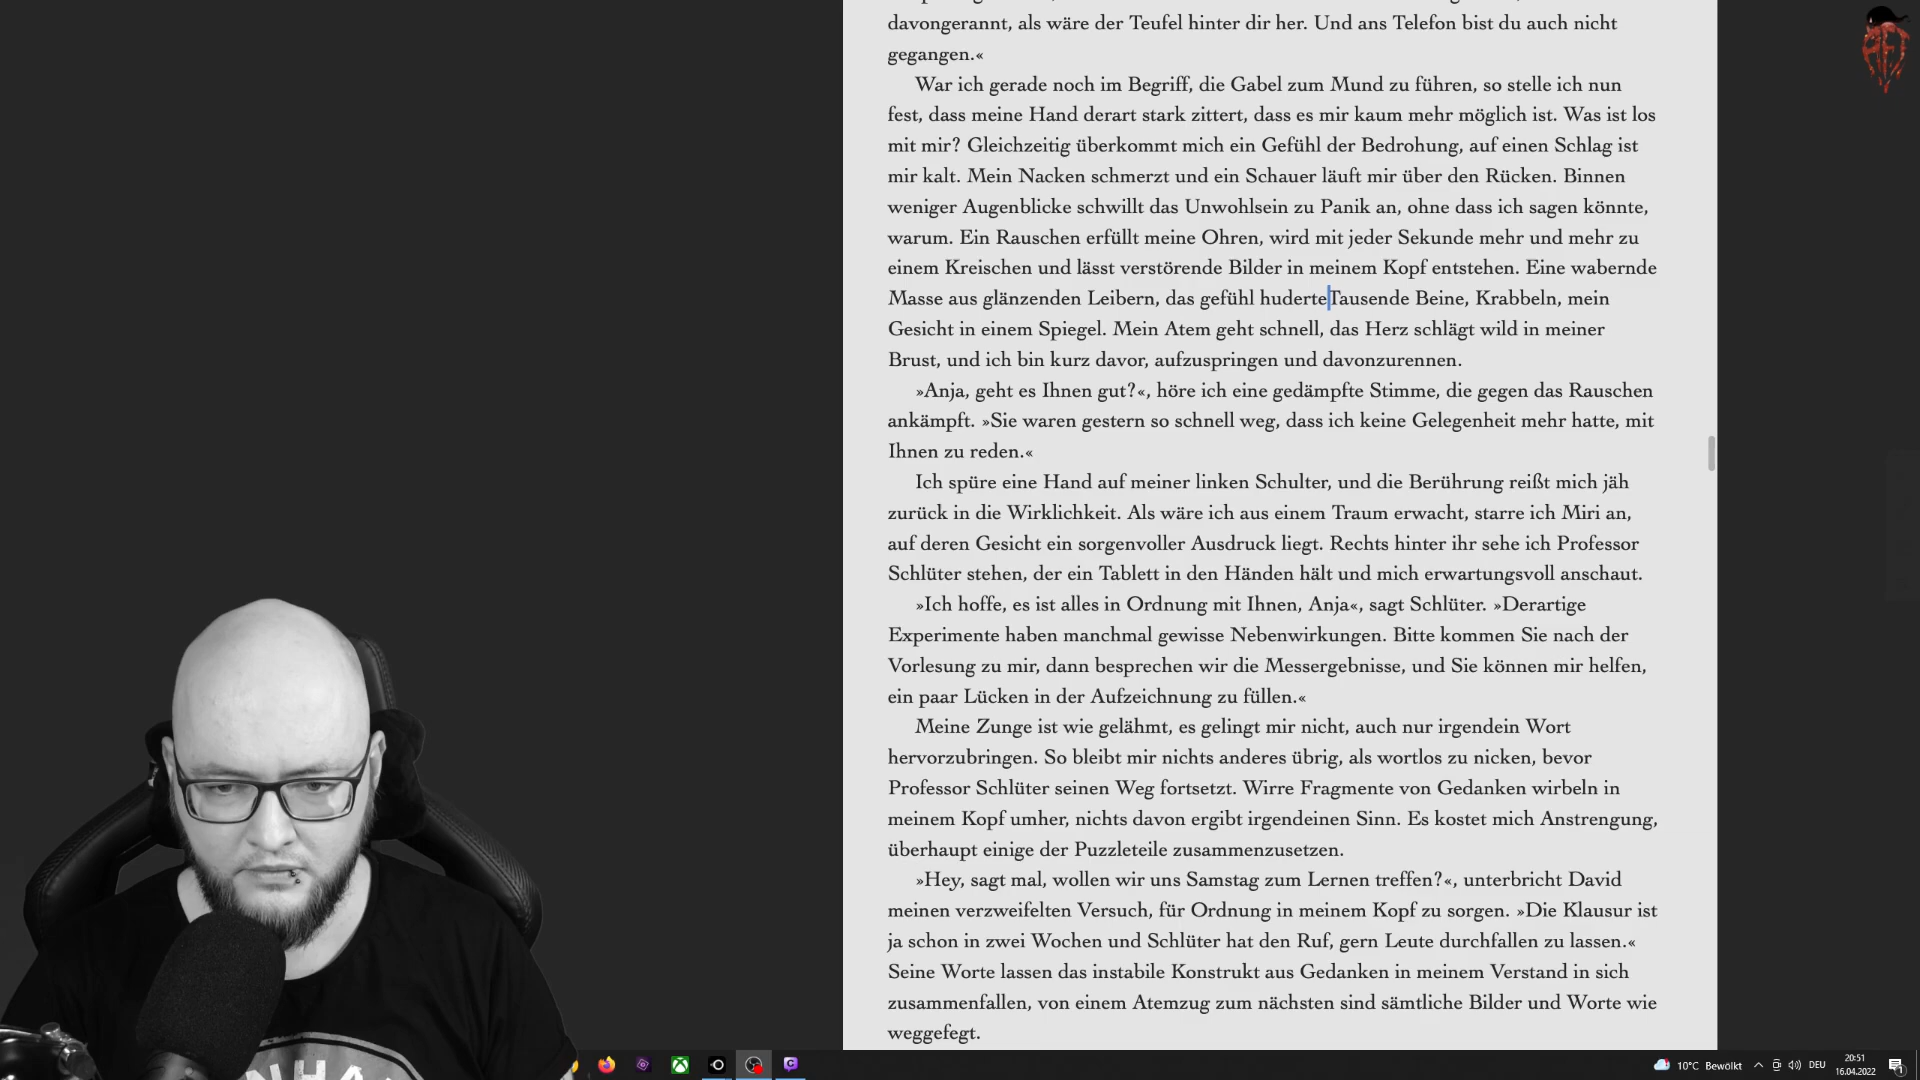 davongerannt, als wäre der Teufel hinter dir her. Und ans Telefon bist du auch nicht
gegangen.«
War ich gerade noch im Begriff, die Gabel zum Mund zu führen, so stelle ich nun
fest, dass meine Hand derart stark zittert, dass es mir kaum mehr möglich ist. Was ist los
mit mir? Gleichzeitig überkommt mich ein Gefühl der Bedrohung, auf einen Schlag ist
mir kalt. Mein Nacken schmerzt und ein Schauer läuft mir über den Rücken. Binnen
weniger Augenblicke schwillt das Unwohlsein zu Panik an, ohne dass ich sagen könnte,
warum. Ein Rauschen erfüllt meine Ohren, wird mit jeder Sekunde mehr und mehr zu
einem Kreischen und lässt verstörende Bilder in meinem Kopf entstehen. Eine wabernde
Masse aus glänzenden Leibern, das gefühl huderteTausende Beine, Krabbeln, mein
Gesicht in einem Spiegel. Mein Atem geht schnell, das Herz schlägt wild in meiner
Brust, und ich bin kurz davor, aufzuspringen und davonzurennen.
»Anja, geht es Ihnen gut?«, höre ich eine gedämpfte Stimme, die gegen das Rauschen
ankämpft. »Sie waren gestern so schnell weg, dass ich keine Gelegenheit mehr hatte, mit
Ihnen zu reden.«
Ich spüre eine Hand auf meiner linken Schulter, und die Berührung reißt mich jäh
zurück in die Wirklichkeit. Als wäre ich aus einem Traum erwacht, starre ich Miri an,
auf deren Gesicht ein sorgenvoller Ausdruck liegt. Rechts hinter ihr sehe ich Professor
Schlüter stehen, der ein Tablett in den Händen hält und mich erwartungsvoll anschaut.
»Ich hoffe, es ist alles in Ordnung mit Ihnen, Anja«, sagt Schlüter. »Derartige
Experimente haben manchmal gewisse Nebenwirkungen. Bitte kommen Sie nach der
Vorlesung zu mir, dann besprechen wir die Messergebnisse, und Sie können mir helfen,
ein paar Lücken in der Aufzeichnung zu füllen.«
Meine Zunge ist wie gelähmt, es gelingt mir nicht, auch nur irgendein Wort
hervorzubringen. So bleibt mir nichts anderes übrig, als wortlos zu nicken, bevor
Professor Schlüter seinen Weg fortsetzt. Wirre Fragmente von Gedanken wirbeln in
meinem Kopf umher, nichts davon ergibt irgendeinen Sinn. Es kostet mich Anstrengung,
überhaupt einige der Puzzleteile zusammenzusetzen.
»Hey, sagt mal, wollen wir uns Samstag zum Lernen treffen?«, unterbricht David
meinen verzweifelten Versuch, für Ordnung in meinem Kopf zu sorgen. »Die Klausur ist
ja schon in zwei Wochen und Schlüter hat den Ruf, gern Leute durchfallen zu lassen.«
Seine Worte lassen das instabile Konstrukt aus Gedanken in meinem Verstand in sich
zusammenfallen, von einem Atemzug zum nächsten sind sämtliche Bilder und Worte wie
weggefegt.
10°C Bewölkt DEU 20:51
16.04.2022